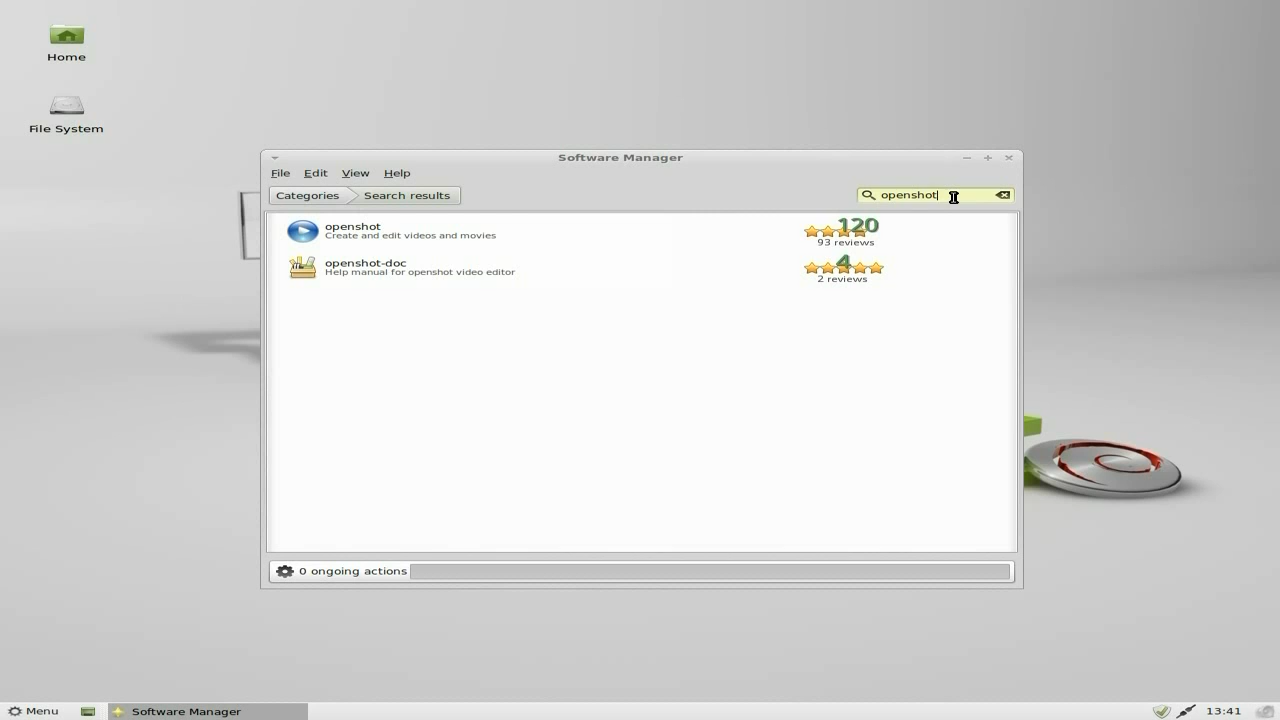 Home
File System
Software Manager
File Edit View Help
Categories Search results openshot
openshot
Create and edit videos and movies
120
93 reviews
openshot-doc
Help manual for openshot video editor
4
2 reviews
0 ongoing actions
Menu Software Manager 13:41